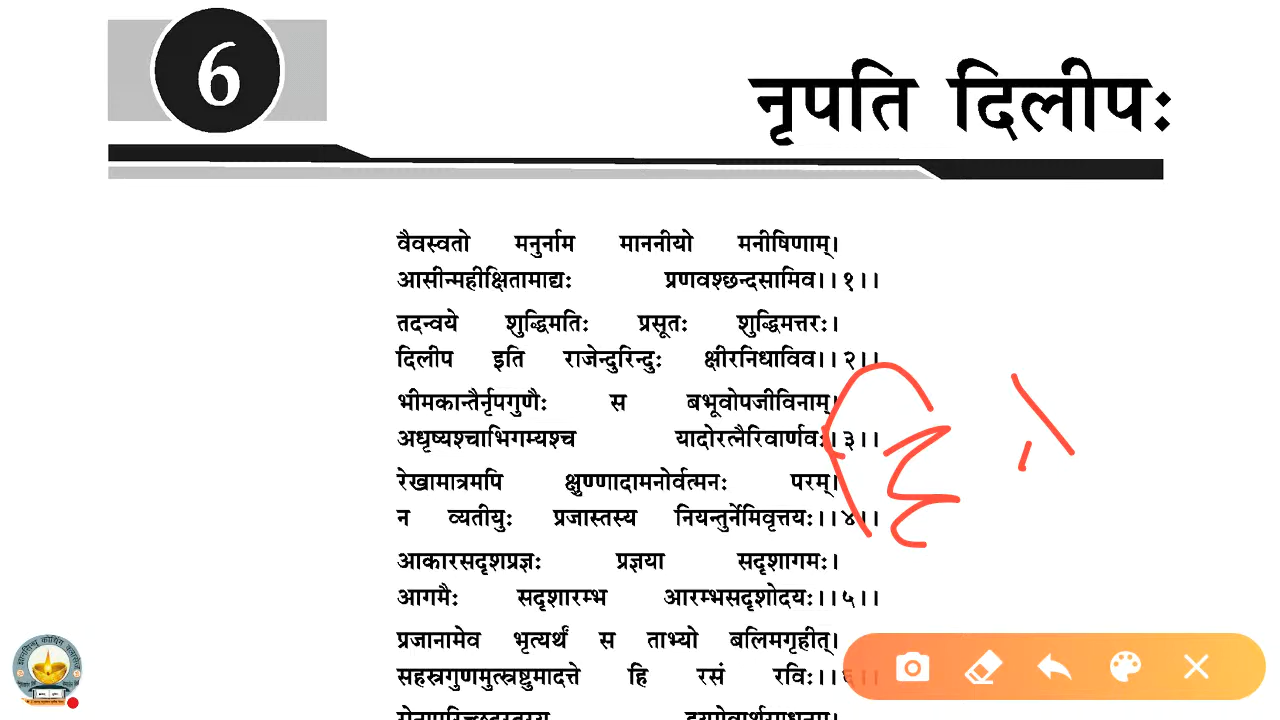 6
नृपति दिलीपः
वैवस्वतो मनुर्नाम माननीयो मनीषिणाम्।
आसीन्महीक्षितामाद्यः प्रणवश्छन्दसामिव।।१।।
तदन्वये शुद्धिमतिः प्रसूतः शुद्धिमत्तरः।
दिलीप इति राजेन्दुरिन्दुः क्षीरनिधाविव।।२।।
भीमकान्तैर्नृपगुणैः स बभूवोपजीविनाम्।
अधृष्यश्चाभिगम्यश्च यादोरत्नैरिवार्णवः।३।।
रेखामात्रमपि क्षुण्णादामनोर्वत्मनः परम्।
न व्यतीयुः प्रजास्तस्य नियन्तुर्नेमिवृत्तयः।।४।।
आकारसदृशप्रज्ञः प्रज्ञया सदृशागमः।
आगमैः सदृशारम्भ आरम्भसदृशोदयः।।५।।
प्रजानामेव भृत्यर्थं स ताभ्यो बलिमगृहीत्।
सहस्रगुणमुत्स्रष्टुमादत्ते हि रसं रविः।।६।।